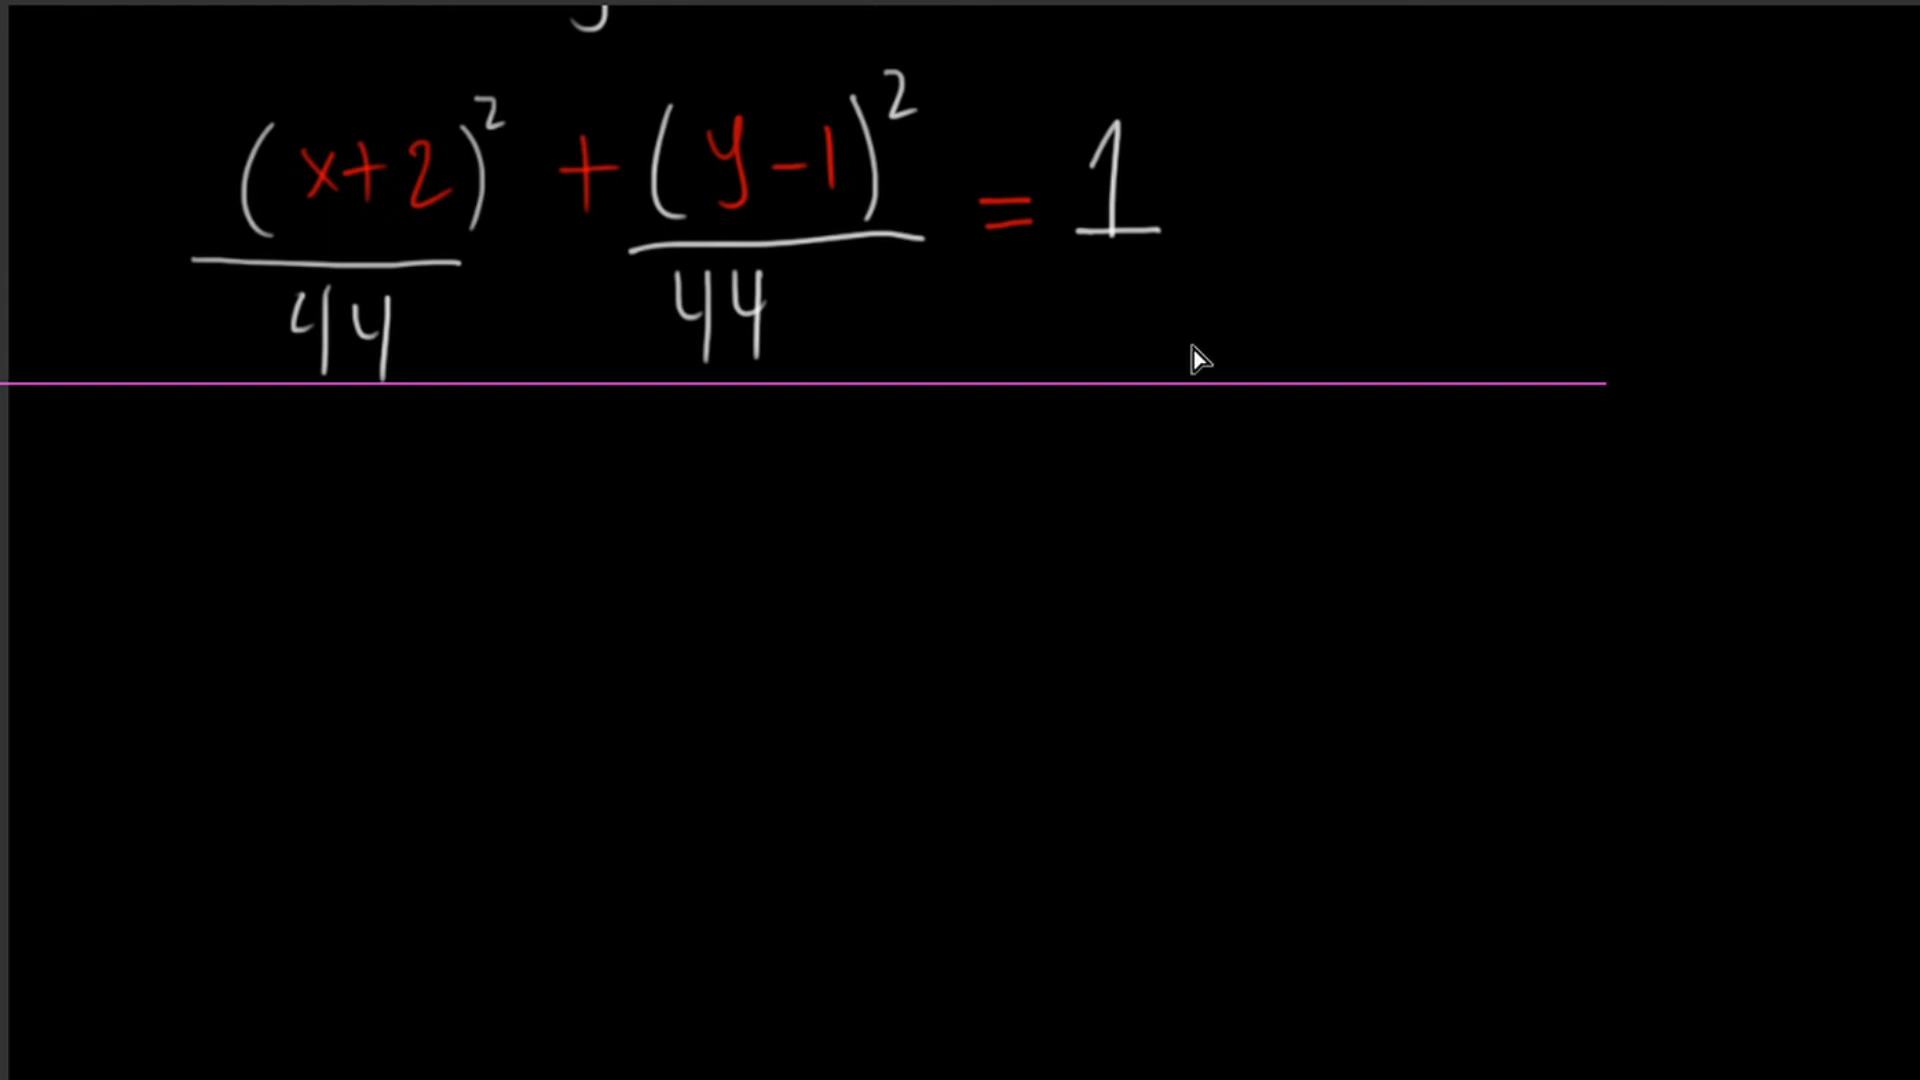 (x+2)² + (y-1)² = 1
44 44